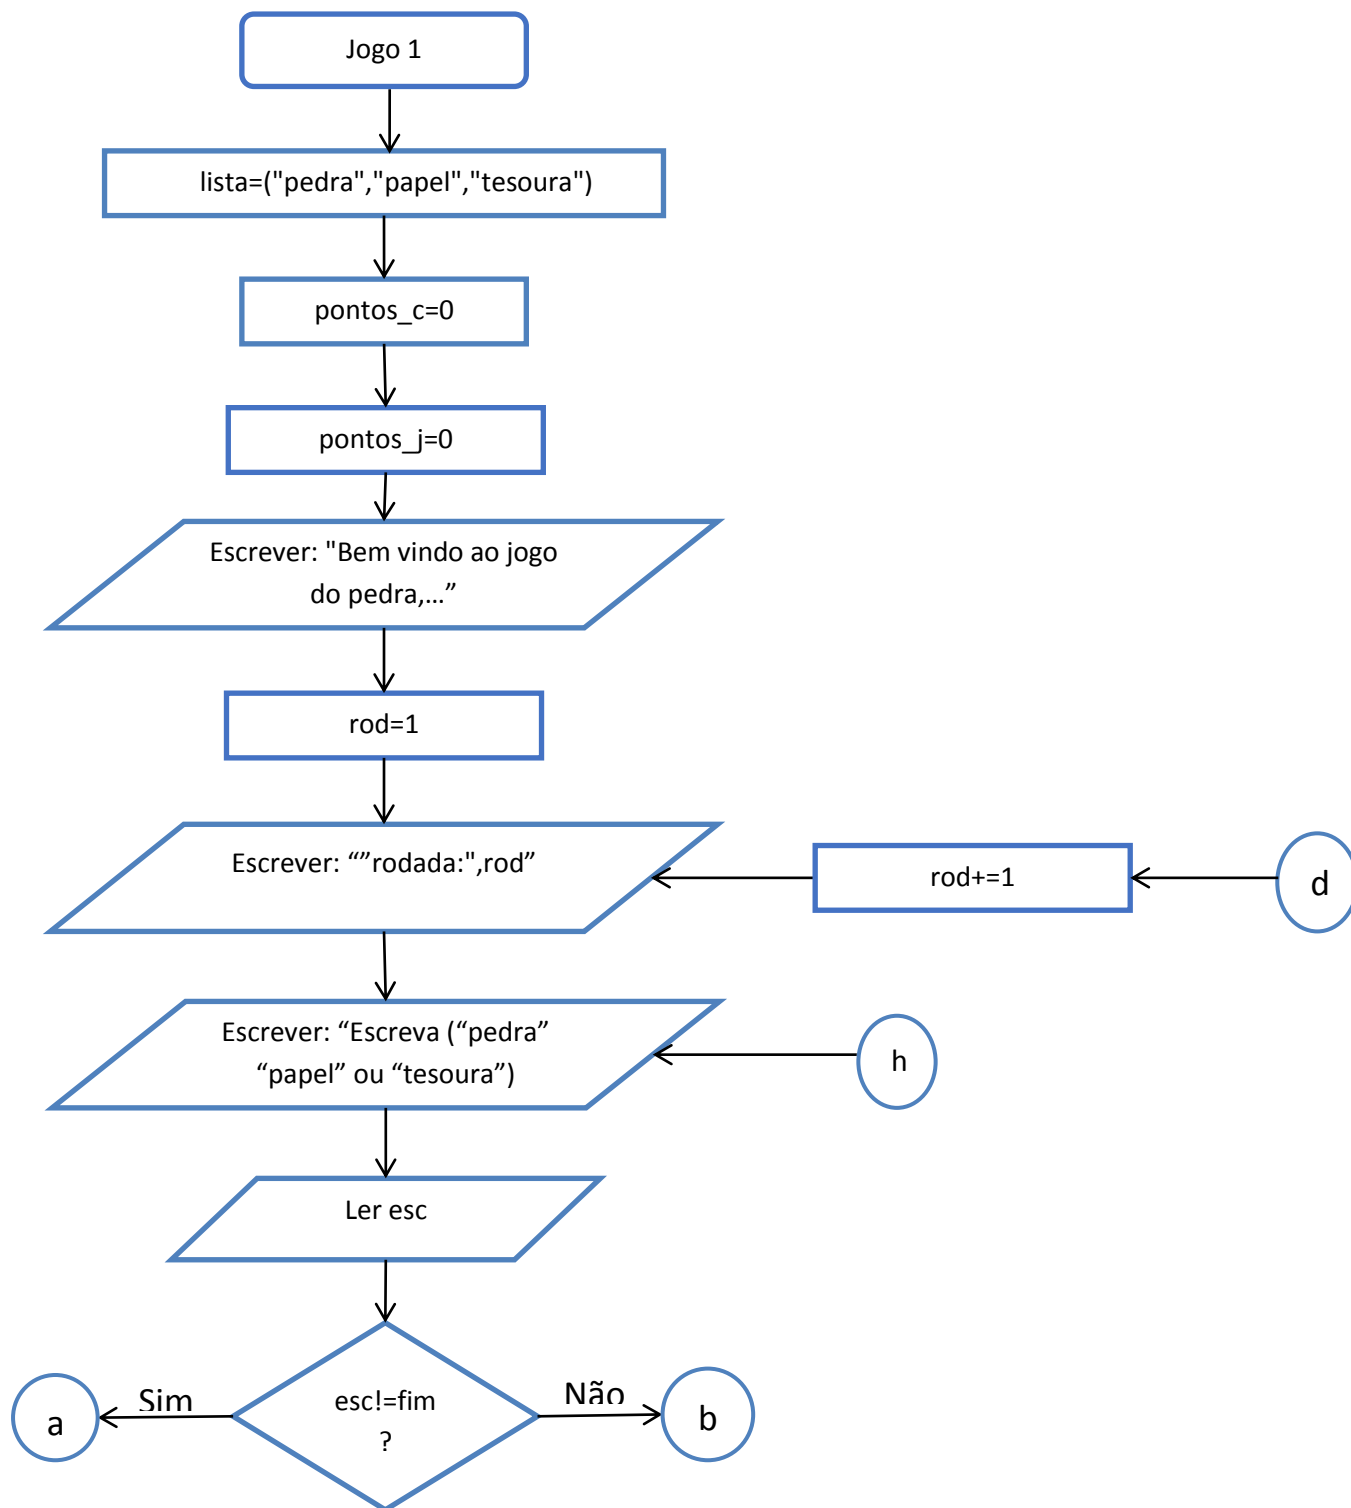 Jogo 1
lista=("pedra","papel","tesoura")
pontos_c=0
pontos_j=0
Escrever: "Bem vindo ao jogo
do pedra,...”
rod=1
Escrever: “”rodada:",rod”
rod+=1
d
Escrever: “Escreva (“pedra”
“papel” ou “tesoura”)
h
Ler esc
esc!=fim
?
Sim
Não
a
b